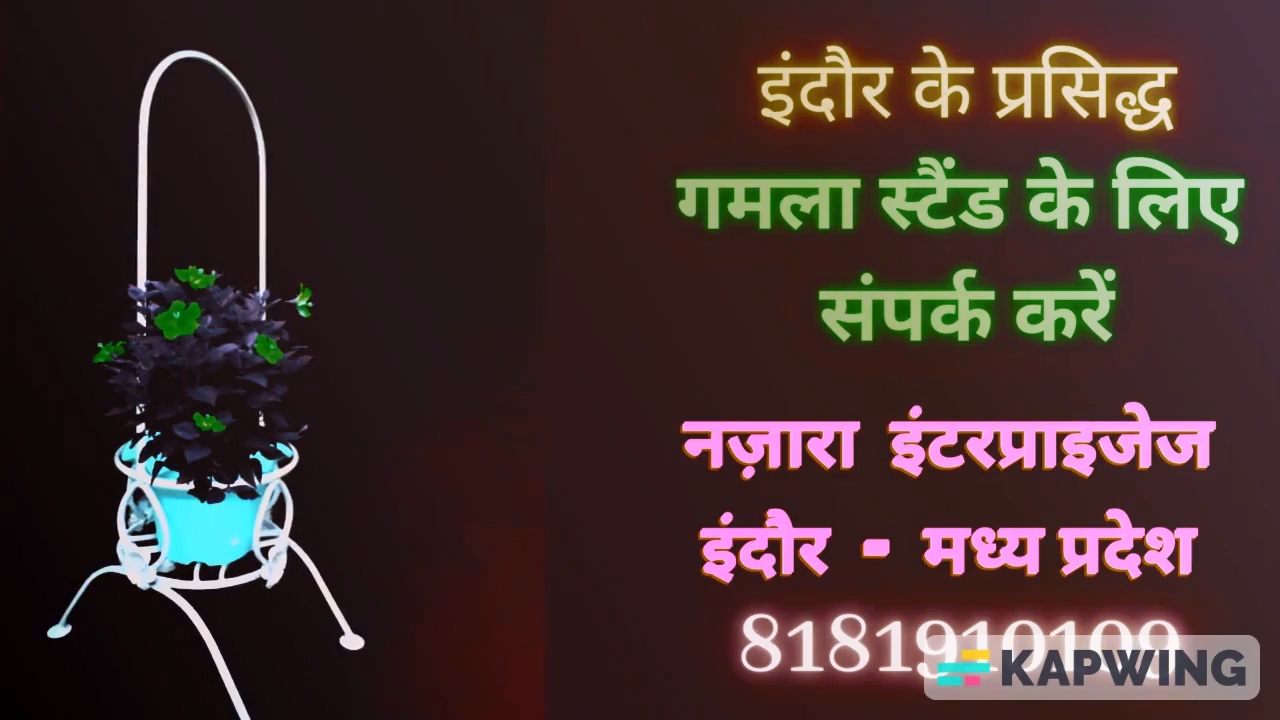 इंदौर के प्रसिद्ध
गमला स्टैंड के लिए
संपर्क करें
नज़ारा इंटरप्राइजेज
इंदौर - मध्य प्रदेश
8181910109
KAPWING